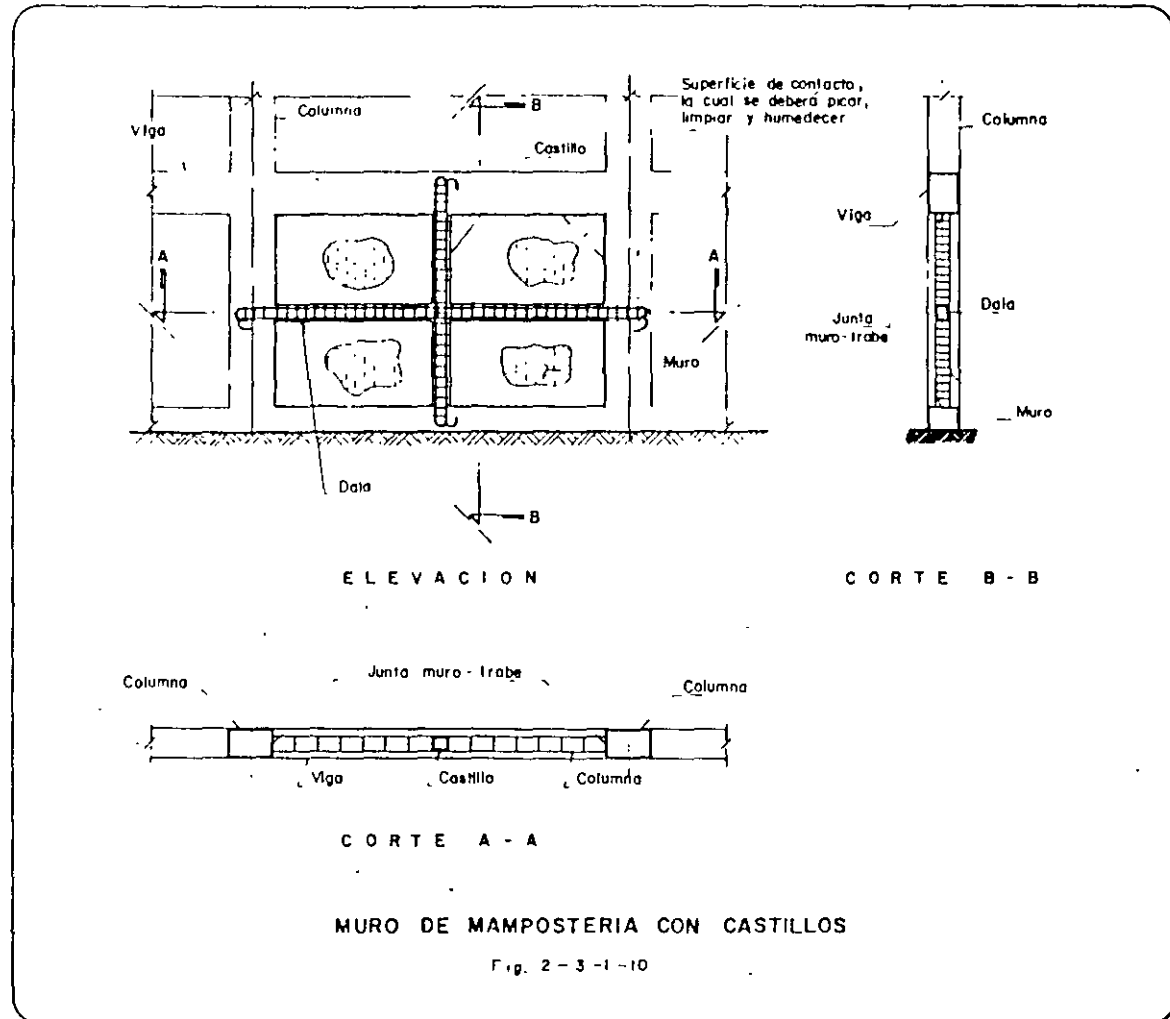 Superficie de contacto,
la cual se deberá picar,
limpiar y humedecer
B
Columna
Viga
Castillo
Columna
Viga
A
A
Dala
Junta
muro-trabe
Muro
Muro
Dala
B
ELEVACION
CORTE B-B
Junta muro-trabe
Columna
Columna
Viga
Castillo
Columna
CORTE A-A
MURO DE MAMPOSTERIA CON CASTILLOS
Fig. 2-3-1-10